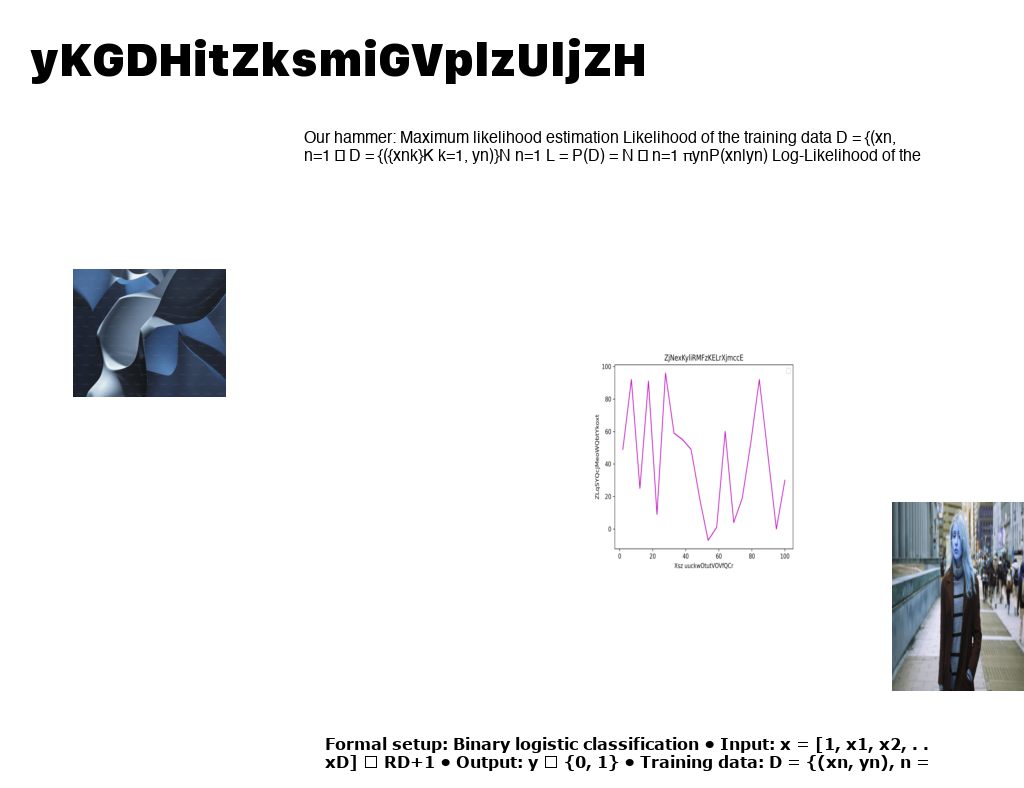 yKGDHitZksmiGVplzUljZH
Our hammer: Maximum likelihood estimation Likelihood of the training data D = {(xn,
n=1 □ D = {({xnk}K k=1, yn)}N n=1 L = P(D) = N □ n=1 πynP(xn|yn) Log-Likelihood of the
ZjNexKyliRMFzKELrXjmccE
100
80
60
40
20
0
ZLqSYQcjMeoWQbtYkoxt
0 20 40 60 80 100
Xsz uuckwOtutVOVfQCr
Formal setup: Binary logistic classification • Input: x = [1, x1, x2, . .
xD] □ RD+1 • Output: y □ {0, 1} • Training data: D = {(xn, yn), n =